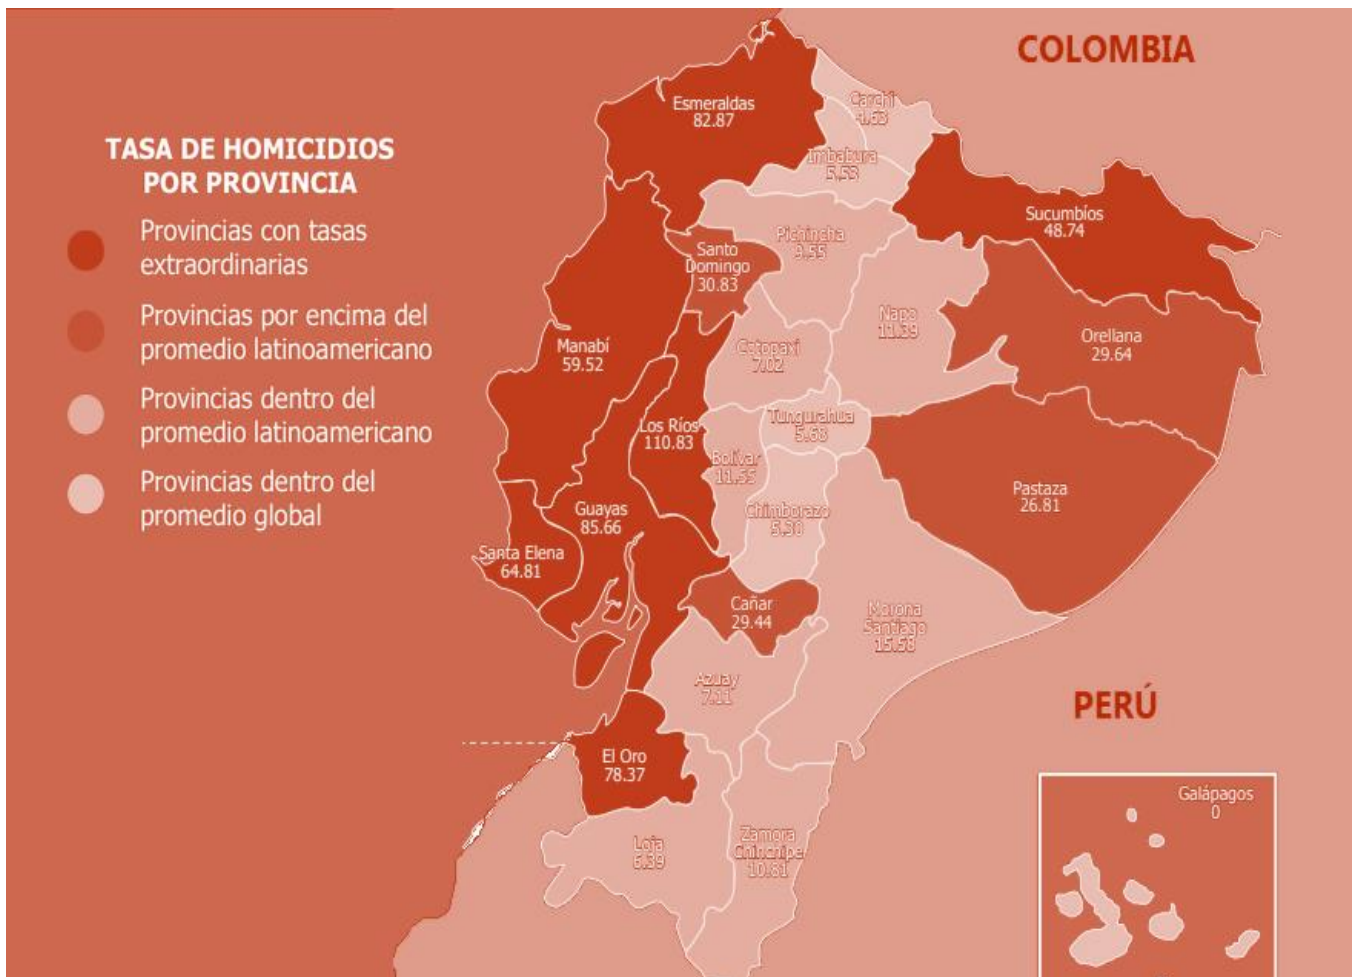 COLOMBIA
TASA DE HOMICIDIOS
POR PROVINCIA
Provincias con tasas
extraordinarias
Provincias por encima del
promedio latinoamericano
Provincias dentro del
promedio latinoamericano
Provincias dentro del
promedio global
Esmeraldas
82.87
Carchi
4.63
Imbabura
5.53
Sucumbíos
48.74
Pichincha
9.55
Santo
Domingo
30.83
Napo
11.39
Orellana
29.64
Manabí
59.52
Cotopaxi
7.02
Los Ríos
110.83
Tungurahua
5.68
Bolívar
11.55
Pastaza
26.81
Guayas
85.66
Chimborazo
5.30
Santa Elena
64.81
Cañar
29.44
Morona
Santiago
15.58
Azuay
7.11
PERÚ
El Oro
78.37
Loja
6.39
Zamora
Chinchipe
10.81
Galápagos
0